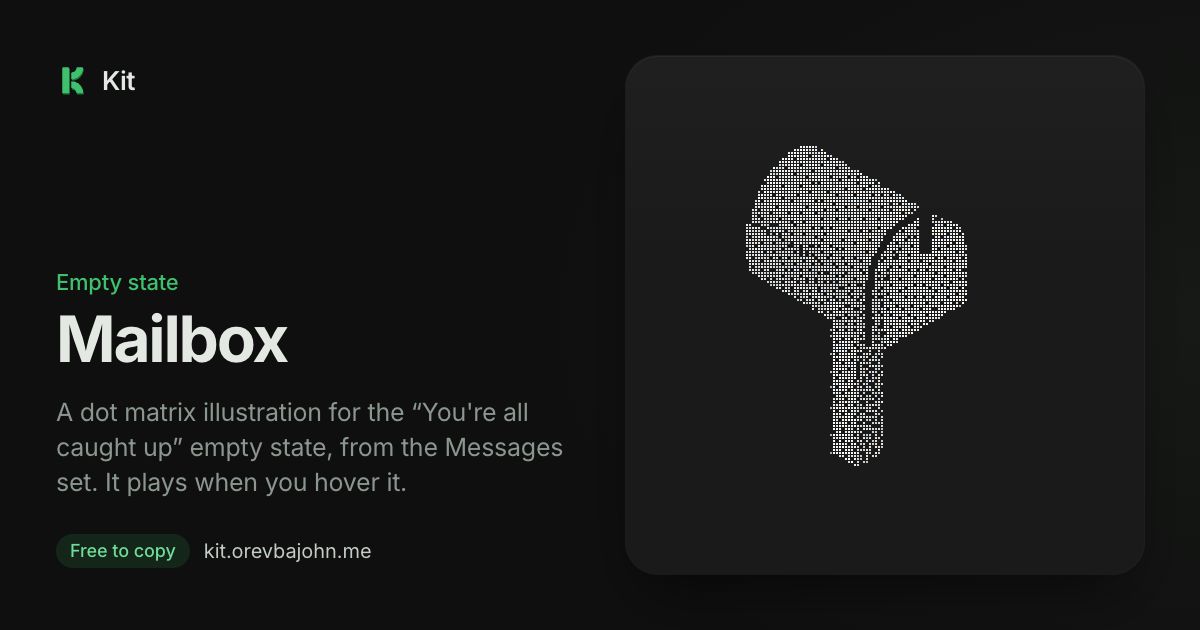 Kit
Empty state
Mailbox
A dot matrix illustration for the “You're all
caught up” empty state, from the Messages
set. It plays when you hover it.
Free to copy
kit.orevbajohn.me